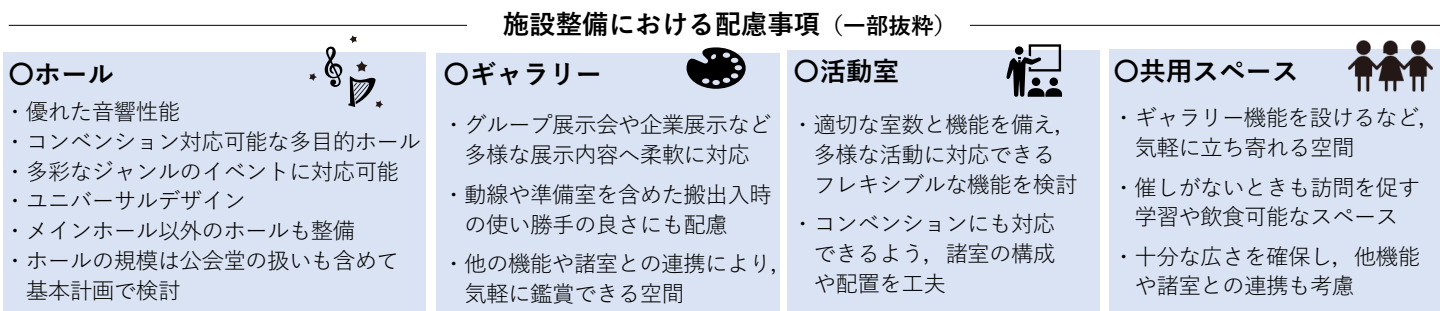 施設整備における配慮事項（一部抜粋）
〇ホール
・優れた音響性能
・コンベンション対応可能な多目的ホール
・多彩なジャンルのイベントに対応可能
・ユニバーサルデザイン
・メインホール以外のホールも整備
・ホールの規模は公会堂の扱いも含めて
基本計画で検討
〇ギャラリー
・グループ展示会や企業展示など
多様な展示内容へ柔軟に対応
・動線や準備室を含めた搬出入時
の使い勝手の良さにも配慮
・他の機能や諸室との連携により，
気軽に鑑賞できる空間
〇活動室
・適切な室数と機能を備え，
多様な活動に対応できる
フレキシブルな機能を検討
・コンベンションにも対応
できるよう，諸室の構成
や配置を工夫
〇共用スペース
・ギャラリー機能を設けるなど，
気軽に立ち寄れる空間
・催しがないときも訪問を促す
学習や飲食可能なスペース
・十分な広さを確保し，他機能
や諸室との連携も考慮